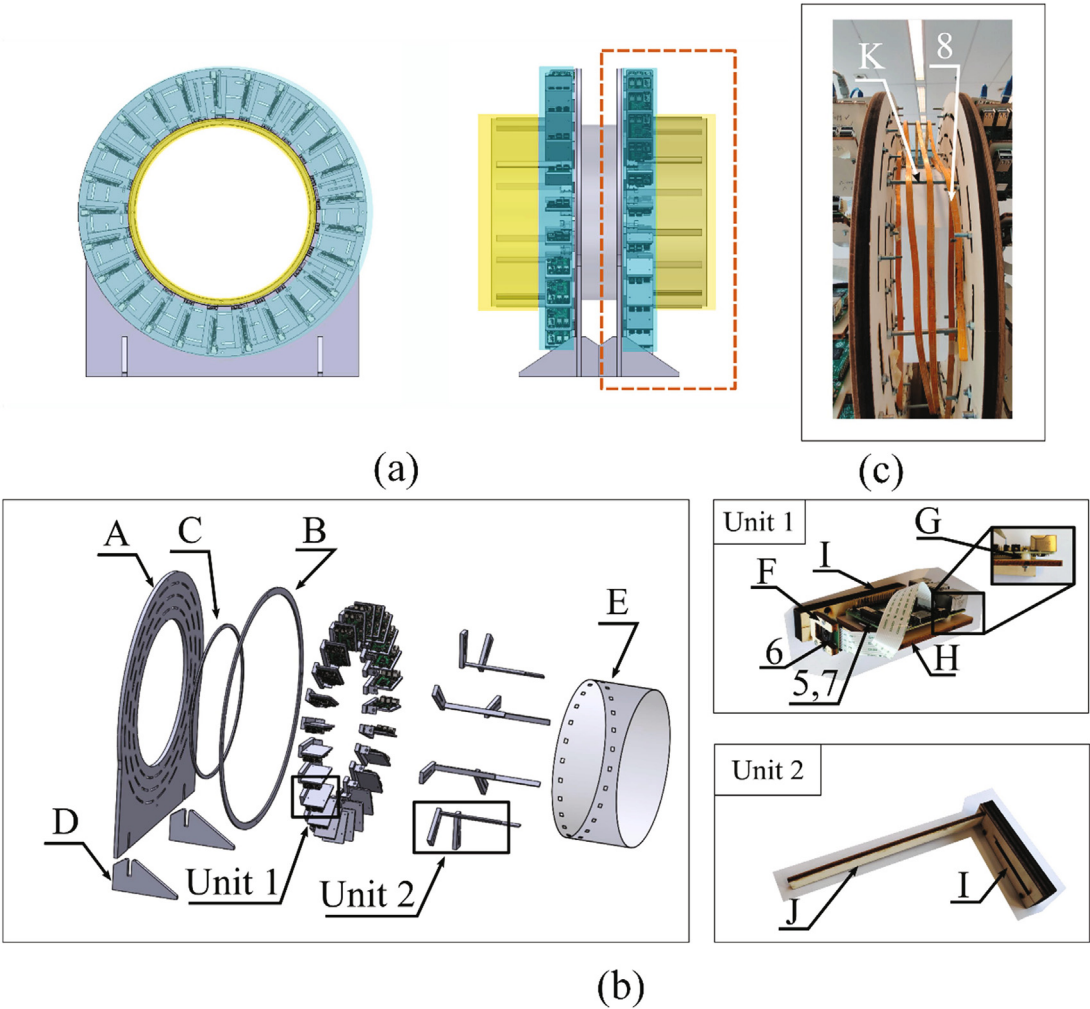 K 8
(a)
(c)
A C B
E
D
Unit 1 Unit 2
Unit 1
G
F I
6
5,7
H
Unit 2
J I
(b)